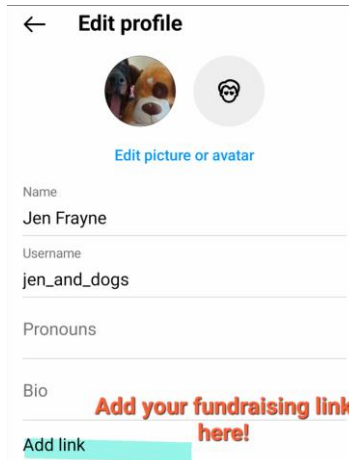 Edit profile
Edit picture or avatar
Name
Jen Frayne
Username
jen_and_dogs
Pronouns
Bio
Add your fundraising link
here!
Add link